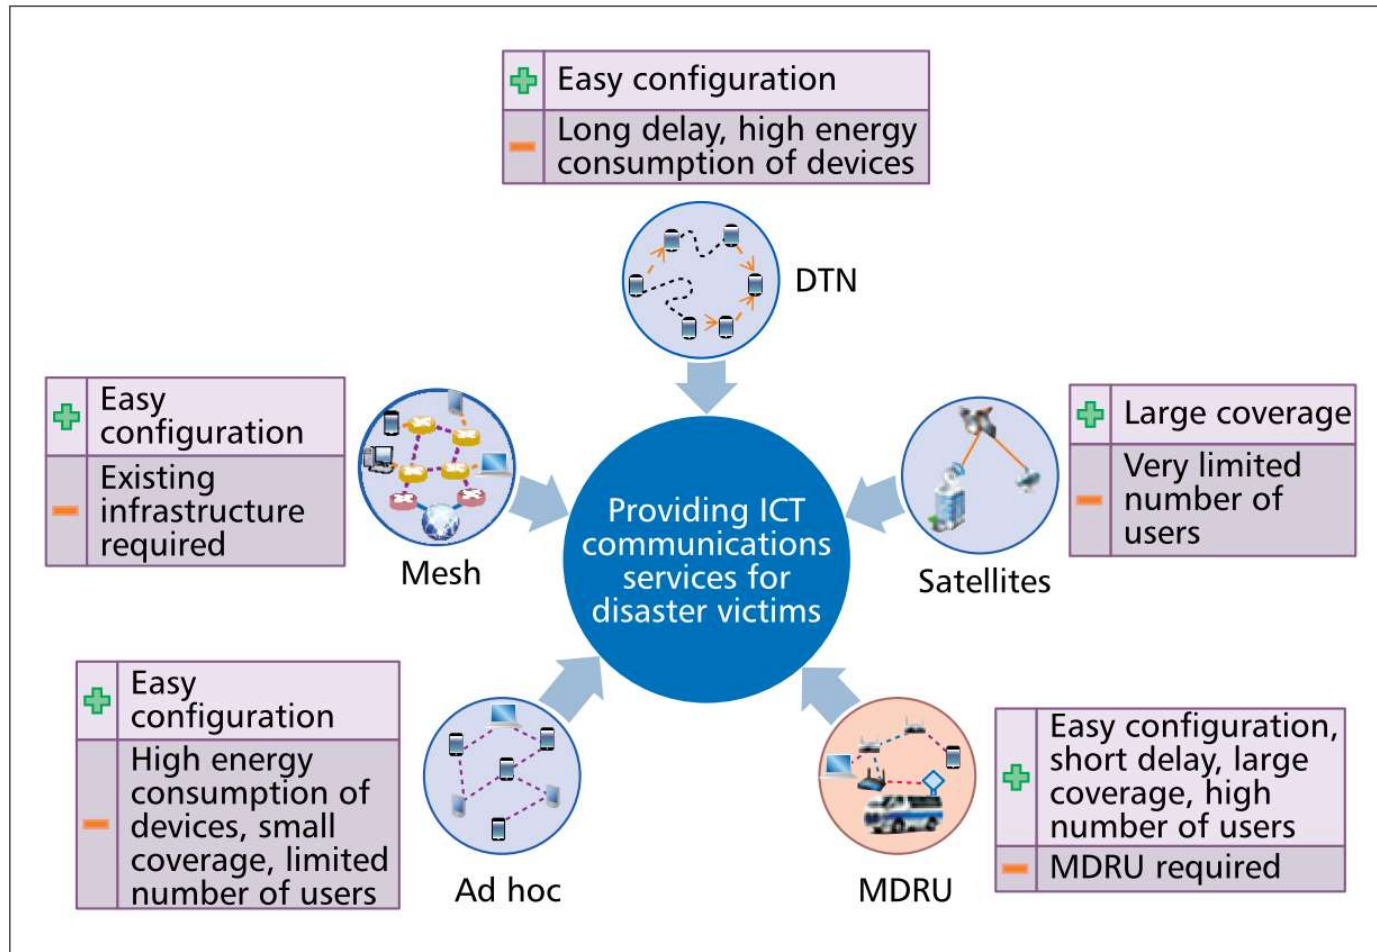 Easy configuration
Long delay, high energy
consumption of devices
DTN
Easy
configuration
Existing
infrastructure
required
Mesh
Large coverage
Very limited
number of
users
Satellites
Providing ICT
communications
services for
disaster victims
Easy
configuration
High energy
consumption of
devices, small
coverage, limited
number of users
Ad hoc
Easy configuration,
short delay, large
coverage, high
number of users
MDRU required
MDRU